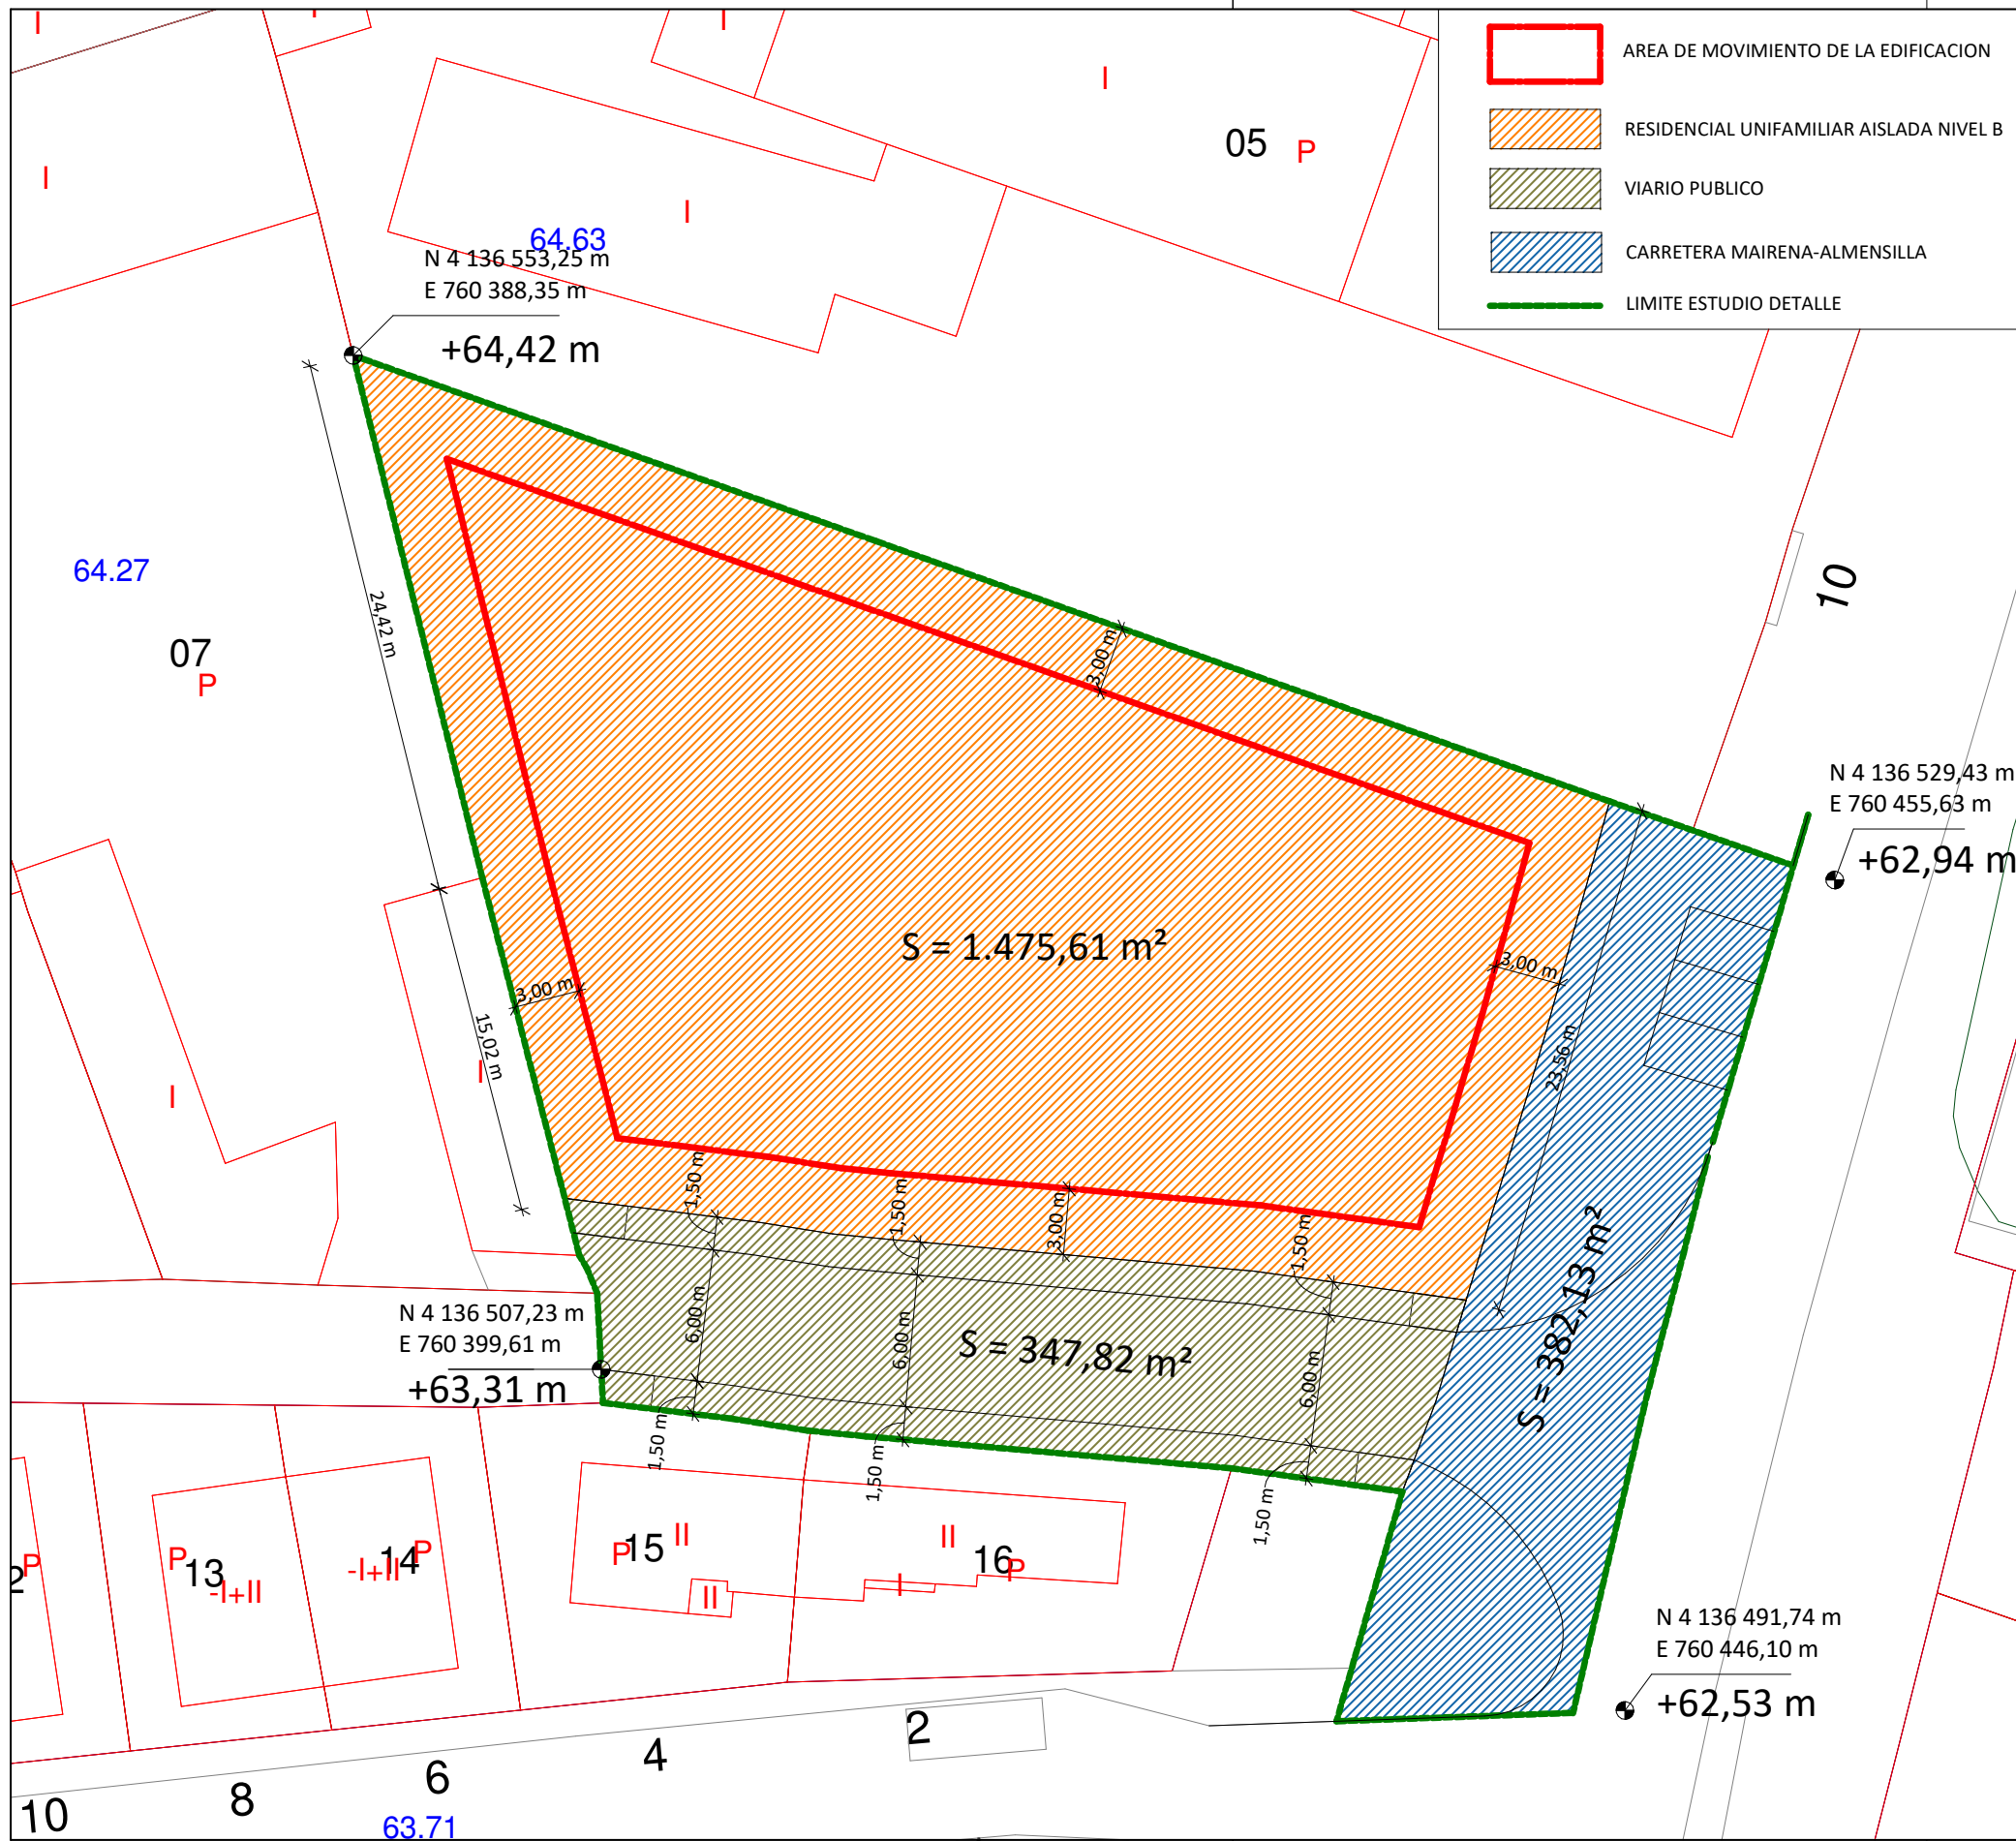 AREA DE MOVIMIENTO DE LA EDIFICACION
RESIDENCIAL UNIFAMILIAR AISLADA NIVEL B
VIARIO PUBLICO
CARRETERA MAIRENA-ALMENSILLA
LIMITE ESTUDIO DETALLE
I
I
I
05 P
I
I
64.63
N 4 136 553,25 m
E 760 388,35 m
+64,42 m
64.27
07
P
24,42 m
3,00 m
10
N 4 136 529,43 m
E 760 455,63 m
+62,94 m
S = 1.475,61 m²
3,00 m
3,00 m
15,02 m
23,56 m
I
I
1,50 m
1,50 m
3,00 m
1,50 m
S = 382,13 m²
N 4 136 507,23 m
E 760 399,61 m
+63,31 m
6,00 m
6,00 m
S = 347,82 m²
6,00 m
1,50 m
1,50 m
1,50 m
P
2
P
13
-I+II
14
P
-I+II
P
15
II
II
II
16
P
I
N 4 136 491,74 m
E 760 446,10 m
+62,53 m
2
4
6
8
10
63.71